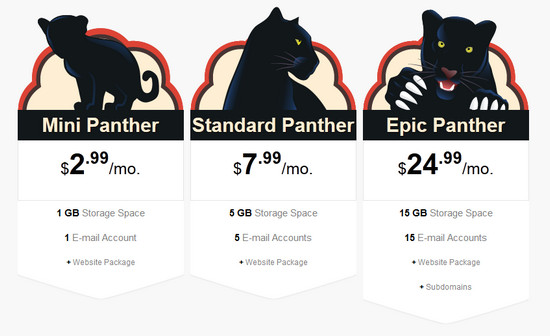 Mini Panther
$2.99/mo.
1 GB Storage Space
1 E-mail Account
+ Website Package
Standard Panther
$7.99/mo.
5 GB Storage Space
5 E-mail Accounts
+ Website Package
Epic Panther
$24.99/mo.
15 GB Storage Space
15 E-mail Accounts
+ Website Package
+ Subdomains